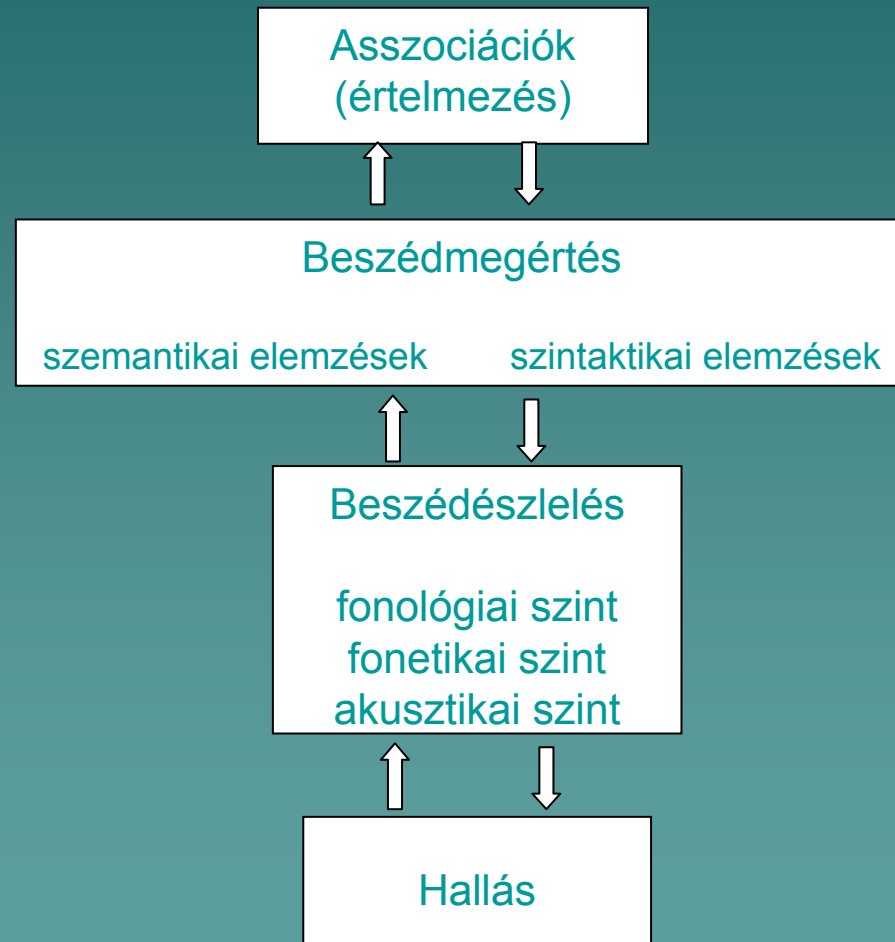 Asszociációk
(értelmezés)
Beszédmegértés
szemantikai elemzések szintaktikai elemzések
Beszédészlelés
fonológiai szint
fonetikai szint
akusztikai szint
Hallás